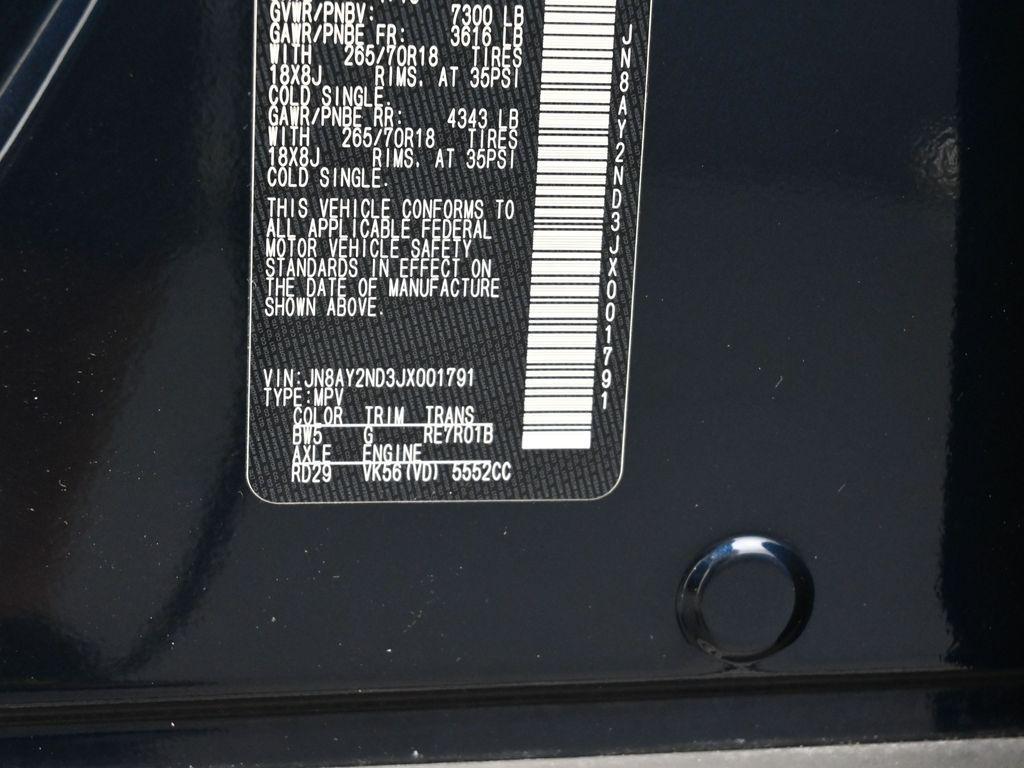 GVWR/PNBV: 7300 LB
GAWR/PNBE FR: 3616 LB
WITH 265/70R18 TIRES
18X8J RIMS. AT 35PSI
COLD SINGLE.
GAWR/PNBE RR: 4343 LB
WITH 265/70R18 TIRES
18X8J RIMS. AT 35PSI
COLD SINGLE.
THIS VEHICLE CONFORMS TO
ALL APPLICABLE FEDERAL
MOTOR VEHICLE SAFETY
STANDARDS IN EFFECT ON
THE DATE OF MANUFACTURE
SHOWN ABOVE.
VIN:JN8AY2ND3JX001791
TYPE:MPV
COLOR TRIM TRANS
BW5 G RE7R01B
AXLE ENGINE
RD29 VK56(VD) 5552CC
JN8AY2ND3JX001791